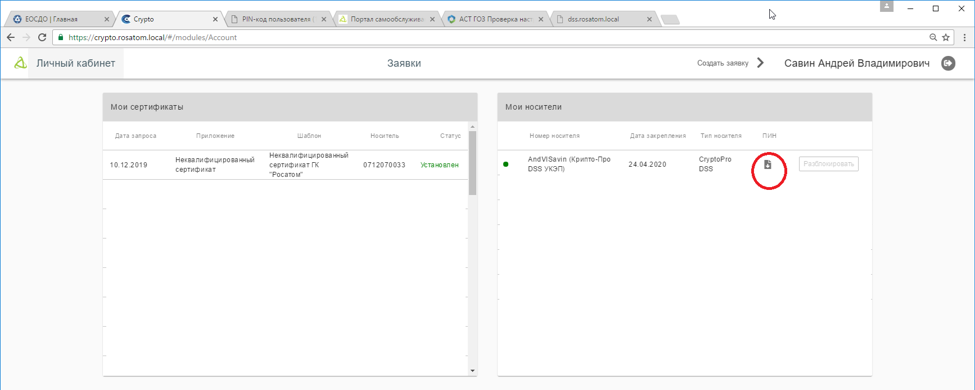 ЕОСДО | Главная
Crypto
PIN-код пользователя (
Портал самообслужив
АСТ ГОЗ Проверка наст
dss.rosatom.local
https://crypto.rosatom.local/#/modules/Account
Личный кабинет
Заявки
Создать заявку
Савин Андрей Владимирович
Мои сертификаты
Дата запроса
Приложение
Шаблон
Носитель
Статус
10.12.2019
Неквалифицированный
сертификат
Неквалифицированный
сертификат ГК
"Росатом"
0712070033
Установлен
Мои носители
Номер носителя
Дата закрепления
Тип носителя
ПИН
AndViSavin (Крипто-Про
DSS УКЭП)
24.04.2020
CryptoPro
DSS
Разблокировать